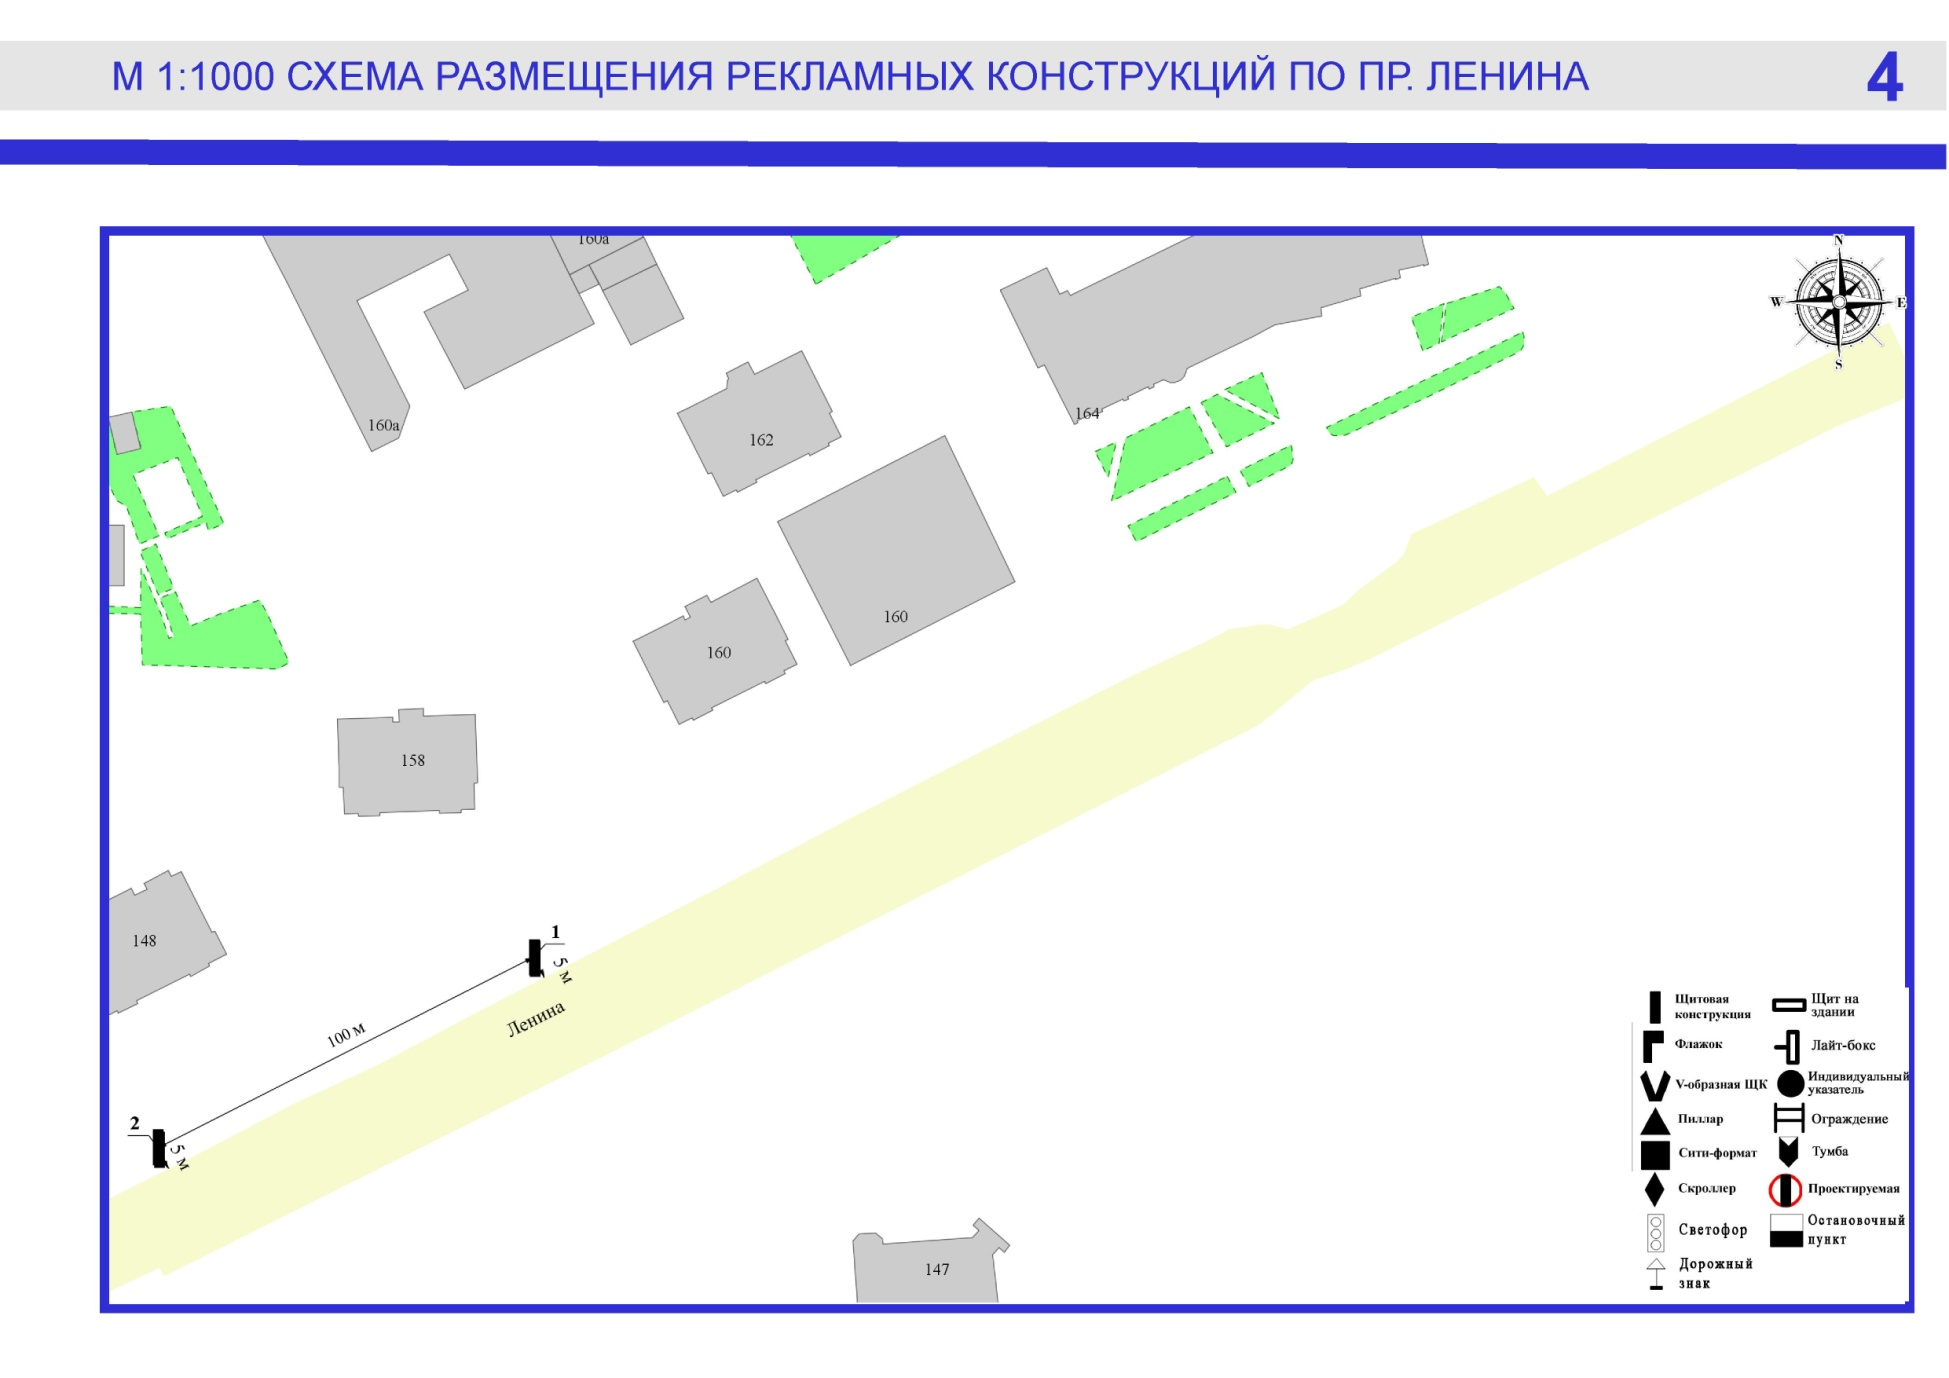 М 1:1000 СХЕМА РАЗМЕЩЕНИЯ РЕКЛАМНЫХ КОНСТРУКЦИЙ ПО ПР. ЛЕНИНА
4
160а
N
W
E
S
160а
162
164
160
160
158
148
1
5 м
Ленина
100 м
2
5 м
147
Щитовая
конструкция
Щит на
здании
Флажок
Лайт-бокс
V-образная ЩК
Индивидуальный
указатель
Пиллар
Ограждение
Сити-формат
Тумба
Скроллер
Проектируемая
Светофор
Остановочный
пункт
Дорожный
знак